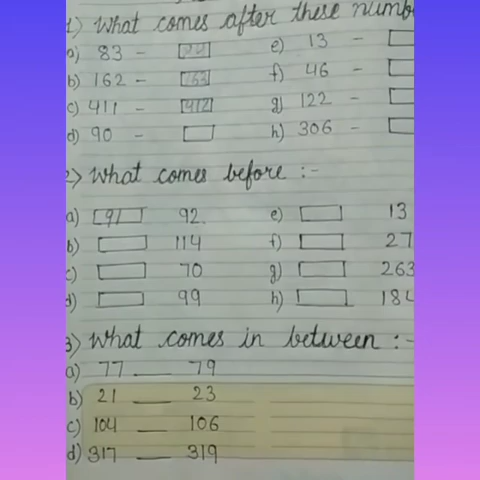 1) What comes after these numb
a) 83 - e) 13 -
b) 162 - 163 f) 46 -
c) 411 - 412 g) 122 -
d) 90 - h) 306 -
2) What comes before :-
a) 91 92 e) 13
b) 114 f) 27
c) 70 g) 263
d) 99 h) 184
3) What comes in between :-
a) 77 ___ 79
b) 21 ___ 23
c) 104 ___ 106
d) 317 ___ 319